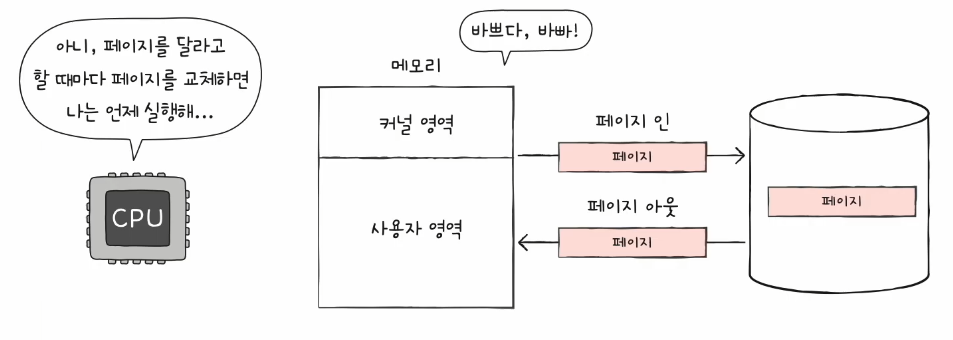 아니, 페이지를 달라고
할 때마다 페이지를 교체하면
나는 언제 실행해...
CPU
바쁘다, 바빠!
메모리
커널 영역
사용자 영역
페이지 인
페이지
페이지 아웃
페이지
페이지